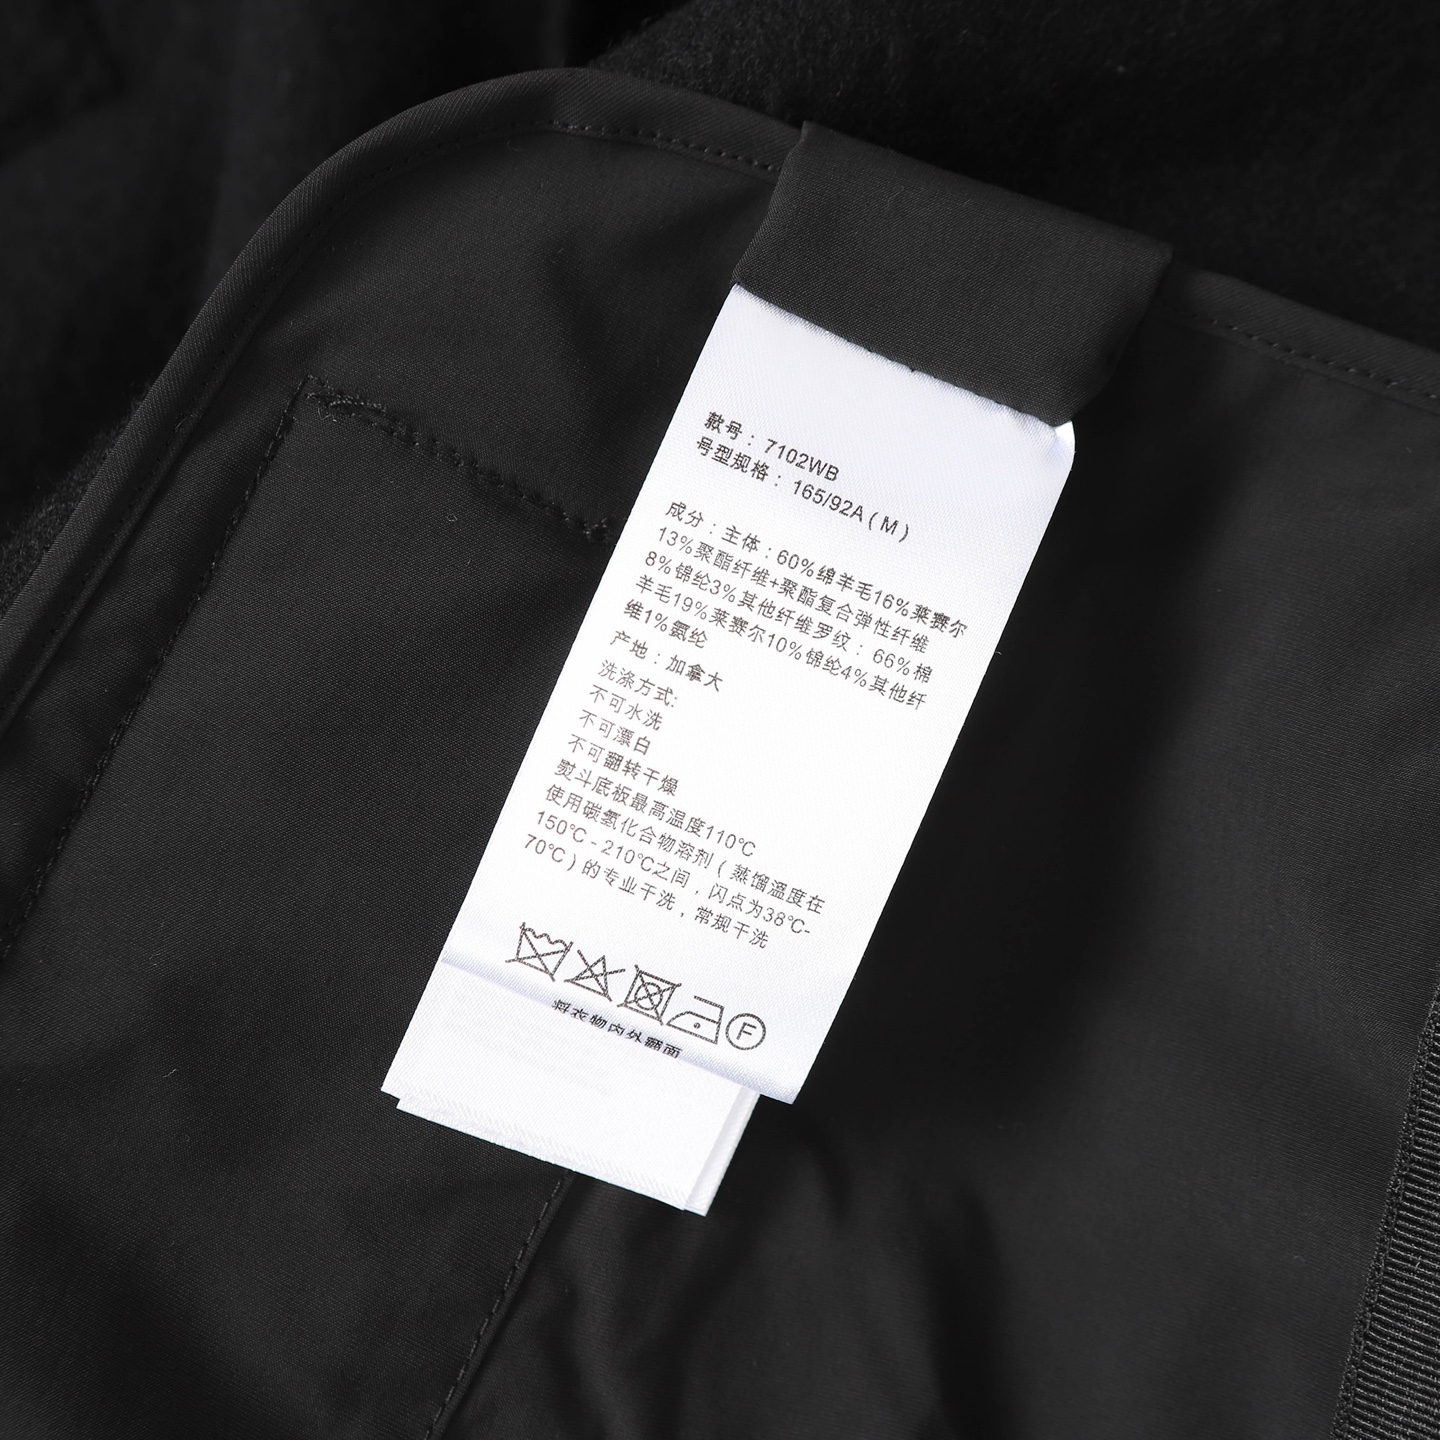 款号：7102WB
号型规格：165/92A（M）
成分：主体：60%绵羊毛16%莱赛尔
13%聚酯纤维+聚酯复合弹性纤维
8%锦纶3%其他纤维罗纹：66%棉
羊毛19%莱赛尔10%锦纶4%其他纤
维1%氨纶
产地：加拿大
洗涤方式:
不可水洗
不可漂白
不可翻转干燥
熨斗底板最高温度110℃
使用碳氢化合物溶剂（蒸馏温度在
150℃-210℃之间，闪点为38℃-
70℃）的专业干洗，常规干洗
F
将衣物内外翻面